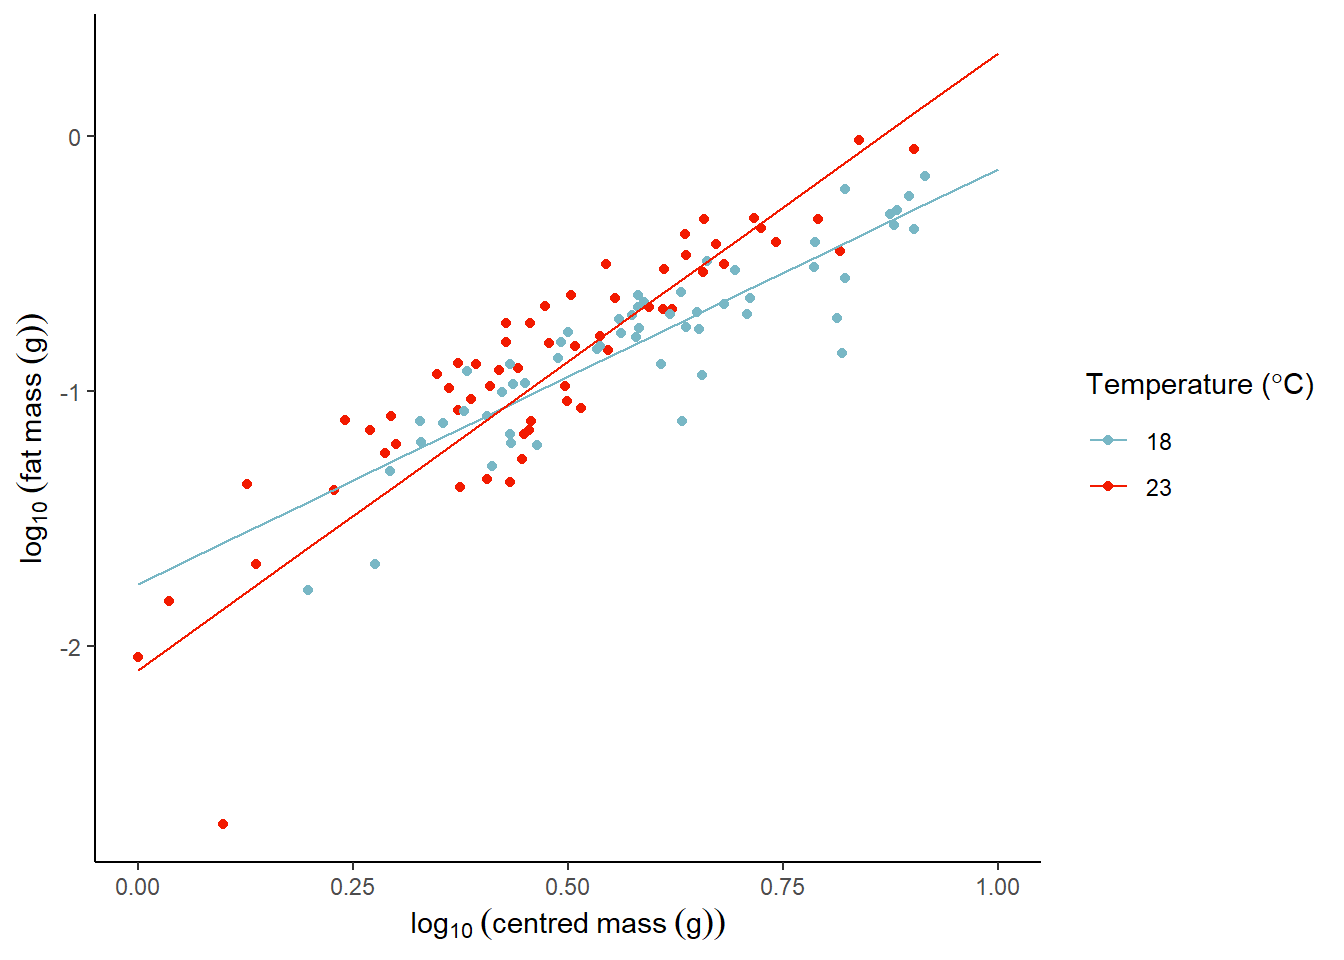 0
-1
-2
log10 (fat mass (g))
0.00 0.25 0.50 0.75 1.00
log10 (centred mass (g))
Temperature (°C)
18
23